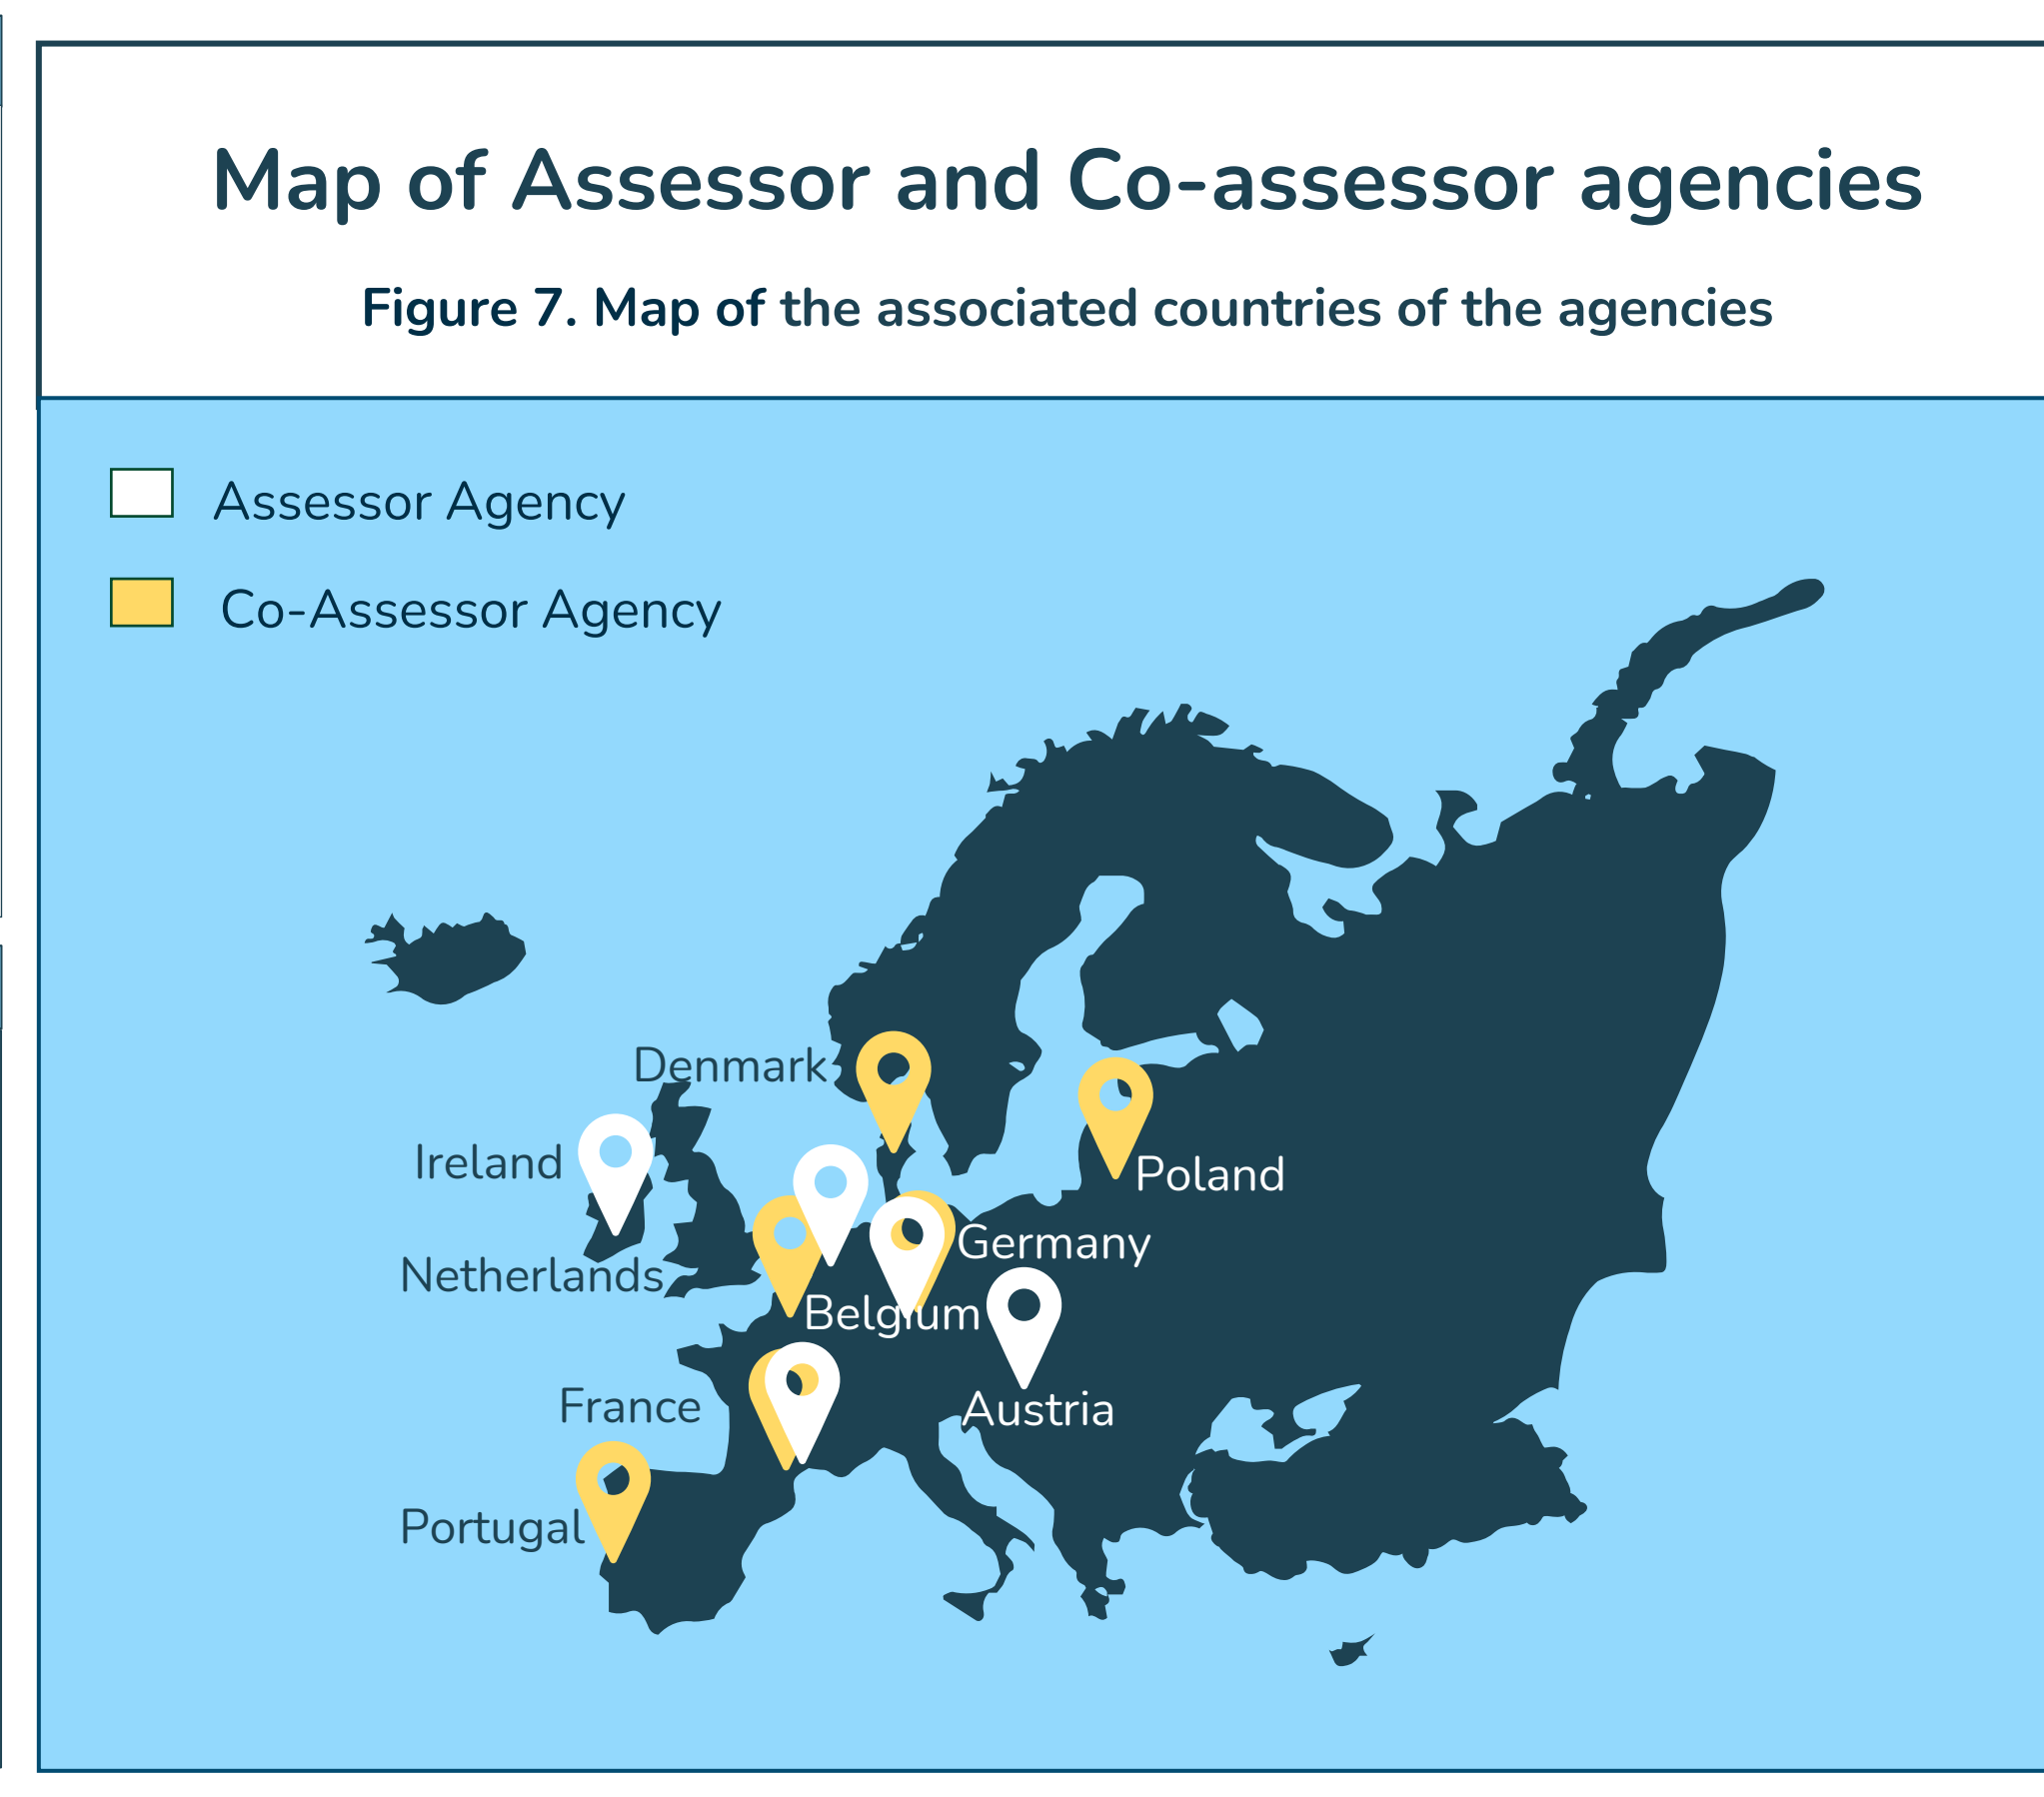 Map of Assessor and Co-assessor agencies
Figure 7. Map of the associated countries of the agencies
Assessor Agency
Co-Assessor Agency
Denmark
Ireland
Poland
Germany
Netherlands
Belgium
France
Austria
Portugal